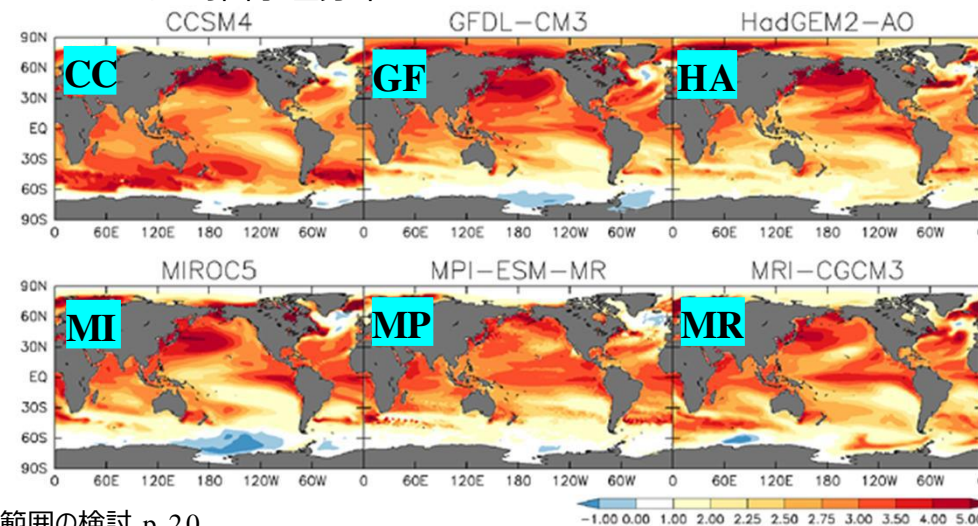 CCSM4 GFDL-CM3 HadGEM2-AO
90N
60N
30N
EQ
30S
60S
90S
CC GF HA
0 60E 120E 180 120W 60W 0 60E 120E 180 120W 60W 0 60E 120E 180 120W 60W
MIROC5 MPI-ESM-MR MRI-CGCM3
90N
60N
30N
EQ
30S
60S
90S
MI MP MR
0 60E 120E 180 120W 60W 0 60E 120E 180 120W 60W 0 60E 120E 180 120W 60W
範囲の検討 p.20
-1.00 0.00 1.00 2.00 2.25 2.50 2.75 3.00 3.50 4.00 5.00